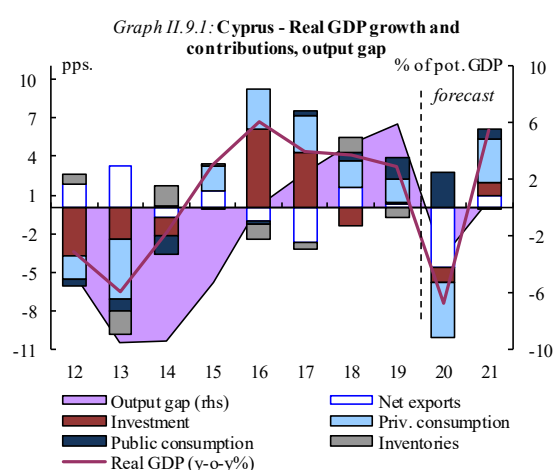 Graph II.9.1: Cyprus - Real GDP growth and
contributions, output gap
pps.
% of pot. GDP
forecast
10
7
4
1
-2
-5
-8
-11
10
6
2
-2
-6
-10
12 13 14 15 16 17 18 19 20 21
Output gap (rhs) Net exports
Investment Priv. consumption
Public consumption Inventories
Real GDP (y-o-y%)